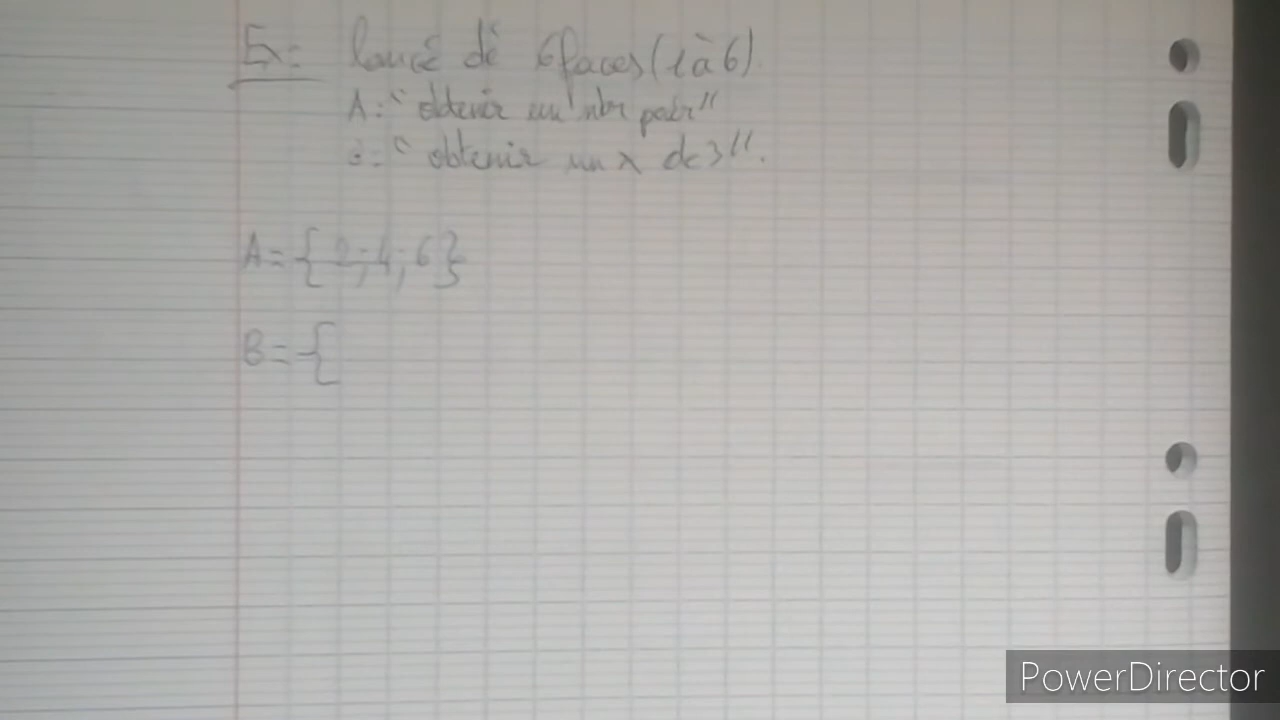 Ex: lancé dé 6 faces (1 à 6).
A: "obtenir un nbr pair"
B: "obtenir un x de 3".
A = { 2 ; 4 ; 6 }
B = {
PowerDirector